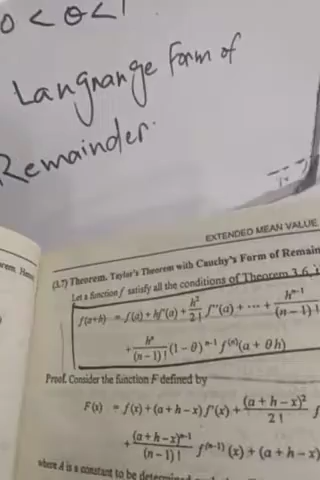 0 < θ < 1
Langrange Form of
Remainder.
EXTENDED MEAN VALUE
(3.7) Theorem. Taylor's Theorem with Cauchy's Form of Remain
Let a function f satisfy all the conditions of Theorem 3.6,
f(a+h) = f(a) + hf'(a) + h²/2! f''(a) + ··· + hⁿ⁻¹/(n−1)!
+ hⁿ/(n−1)! (1−θ)ⁿ⁻¹ f⁽ⁿ⁾(a + θh)
Proof. Consider the function F defined by
F(x) = f(x) + (a+h−x) f'(x) + (a+h−x)²/2! f
+ (a+h−x)ⁿ⁻¹/(n−1)! f⁽ⁿ⁻¹⁾(x) + (a+h−x)
where A is a constant to be determined